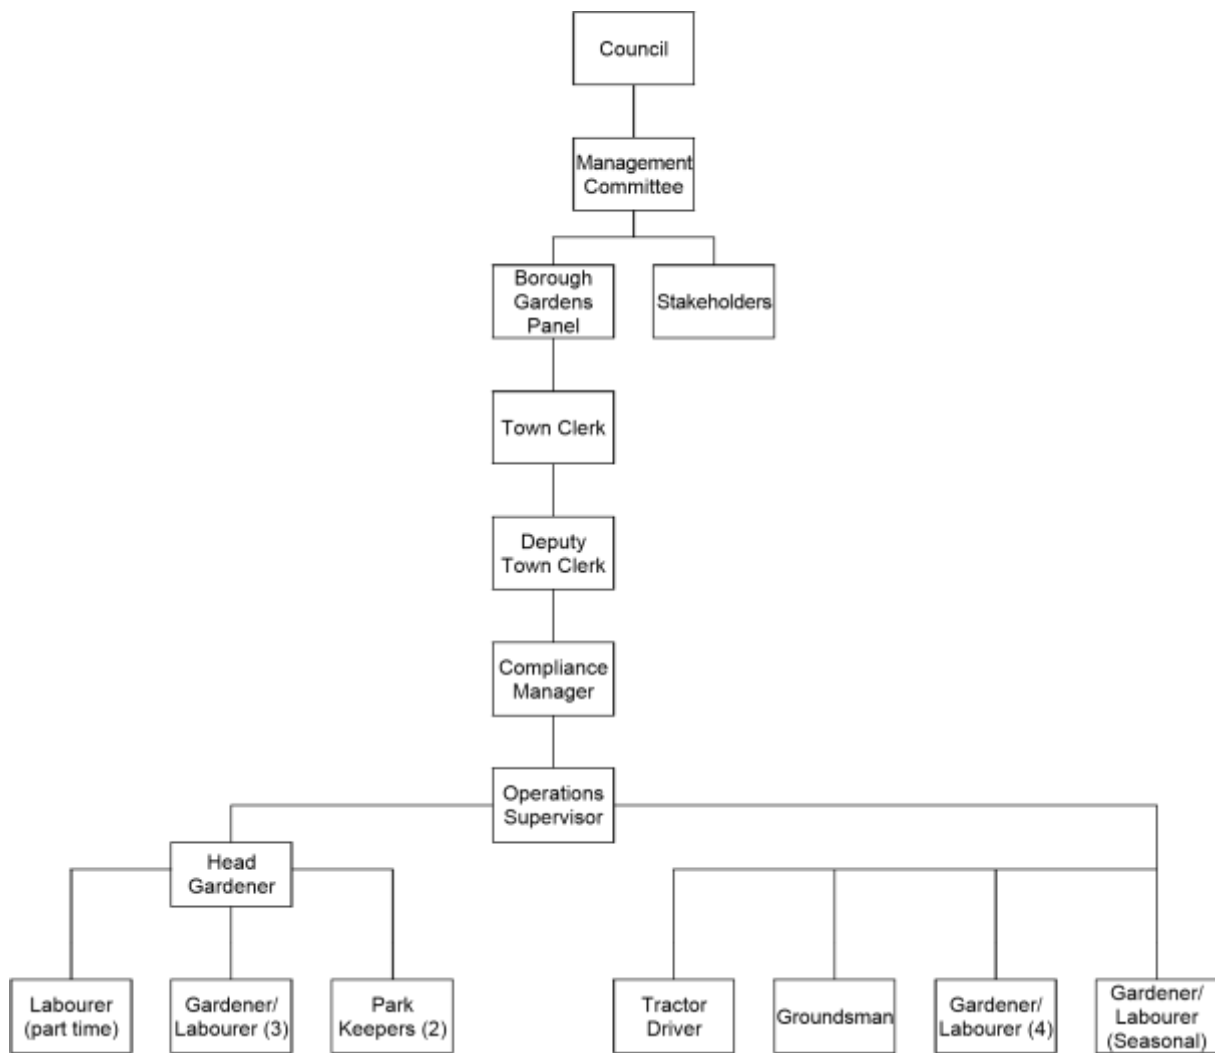 Council
Management
Committee
Borough
Gardens
Panel
Stakeholders
Town Clerk
Deputy
Town Clerk
Compliance
Manager
Operations
Supervisor
Head
Gardener
Labourer
(part time)
Gardener/
Labourer (3)
Park
Keepers (2)
Tractor
Driver
Groundsman
Gardener/
Labourer (4)
Gardener/
Labourer
(Seasonal)